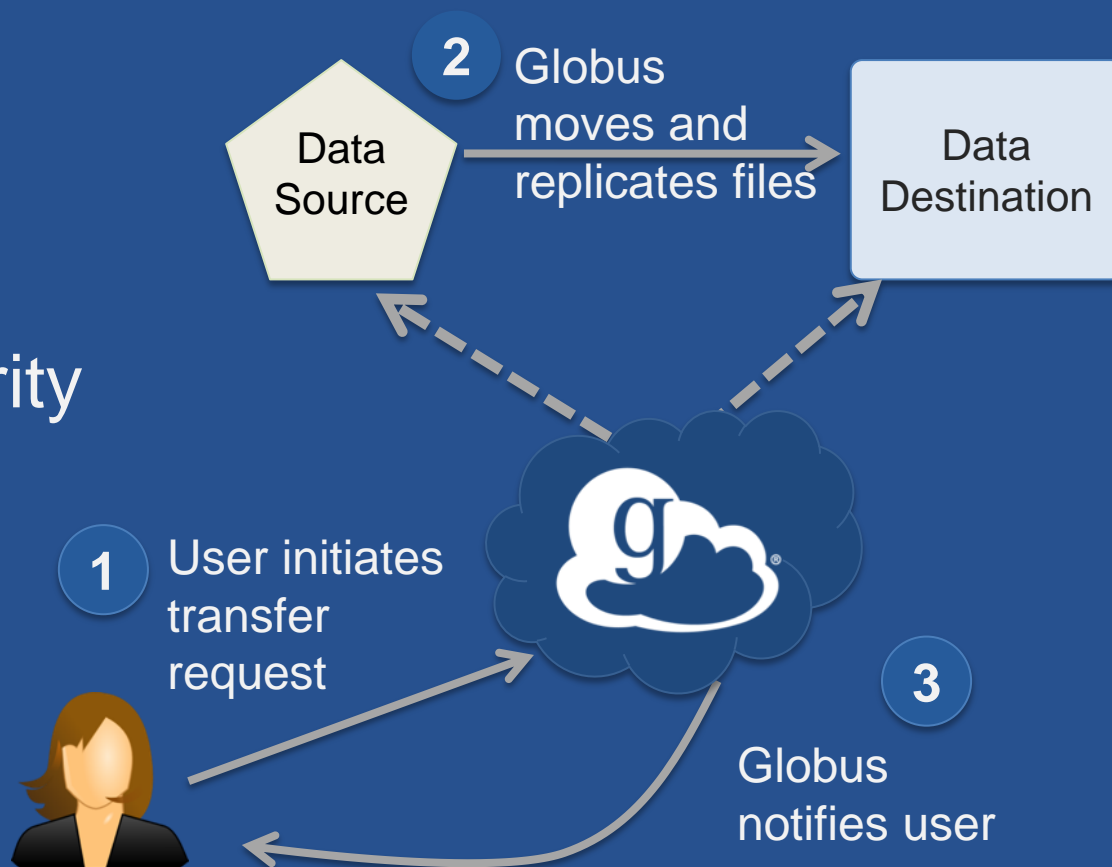 2
Globus
moves and
replicates files
Data
Source
Data
Destination
rity
1
User initiates
transfer
request
g
®
3
Globus
notifies user